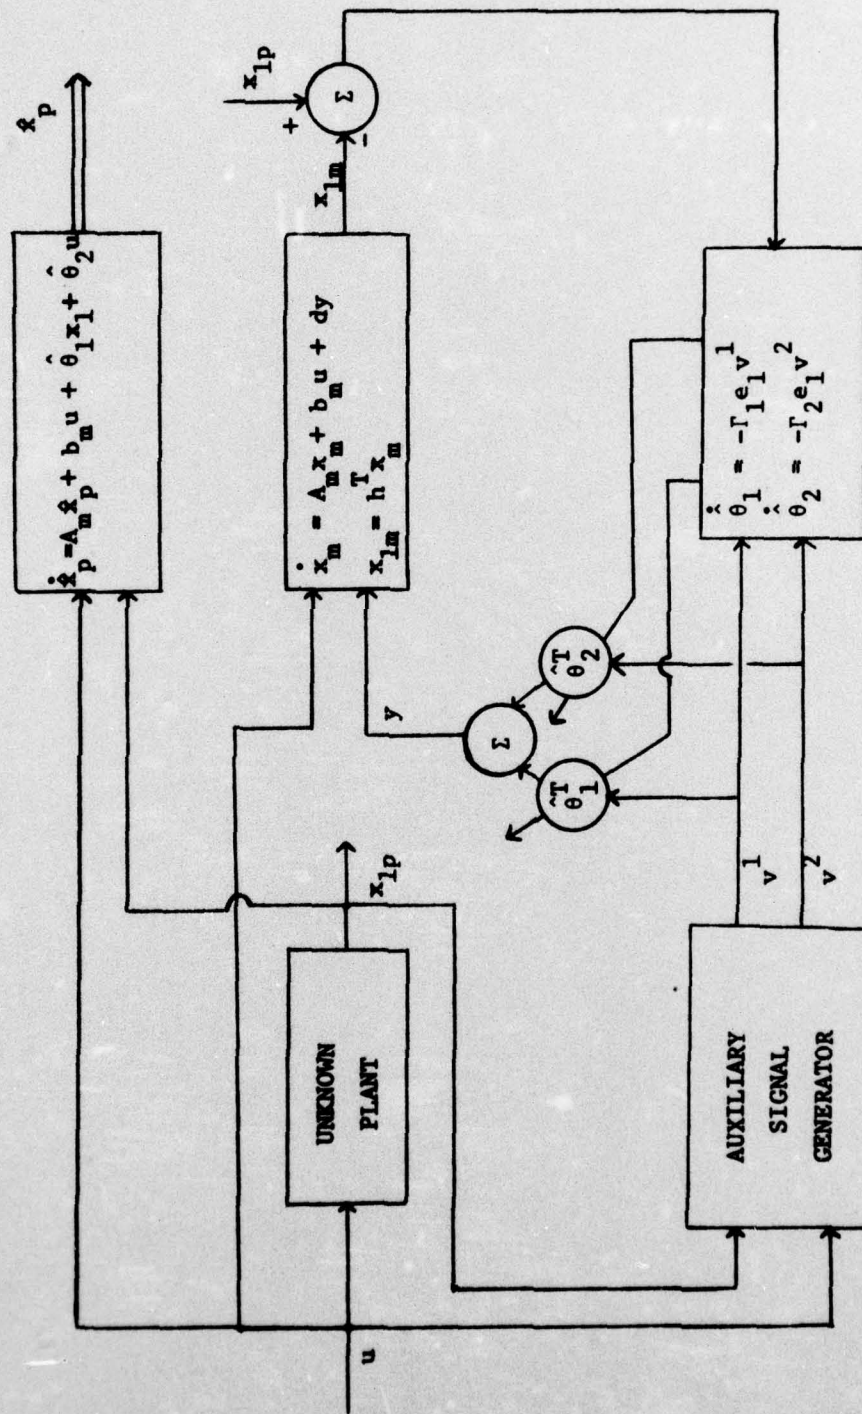 x̂_p
ẋ̂_p = A_m x̂_p + b_m u + θ̂_1 x_1 + θ̂_2 u
x_1p
+
Σ
-
x_1m
ẋ_m = A_m x_m + b_m u + dy
x_1m = h^T x_m
y
UNKNOWN
PLANT
x_1p
u
Σ
θ̂_1^T
θ̂_2^T
AUXILIARY
SIGNAL
GENERATOR
v^1
v^2
θ̂̇_1 = -Γ_1 e_1 v^1
θ̂̇_2 = -Γ_2 e_1 v^2